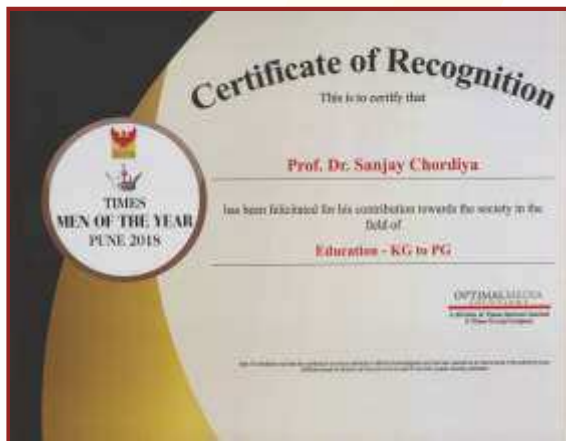 Certificate of Recognition
This is to certify that
Prof. Dr. Sanjay Chordiya
TIMES
MEN OF THE YEAR
PUNE 2018
has been felicitated for his contribution towards the society in the
field of
Education - KG to PG
OPTIMAL MEDIA
SOLUTIONS